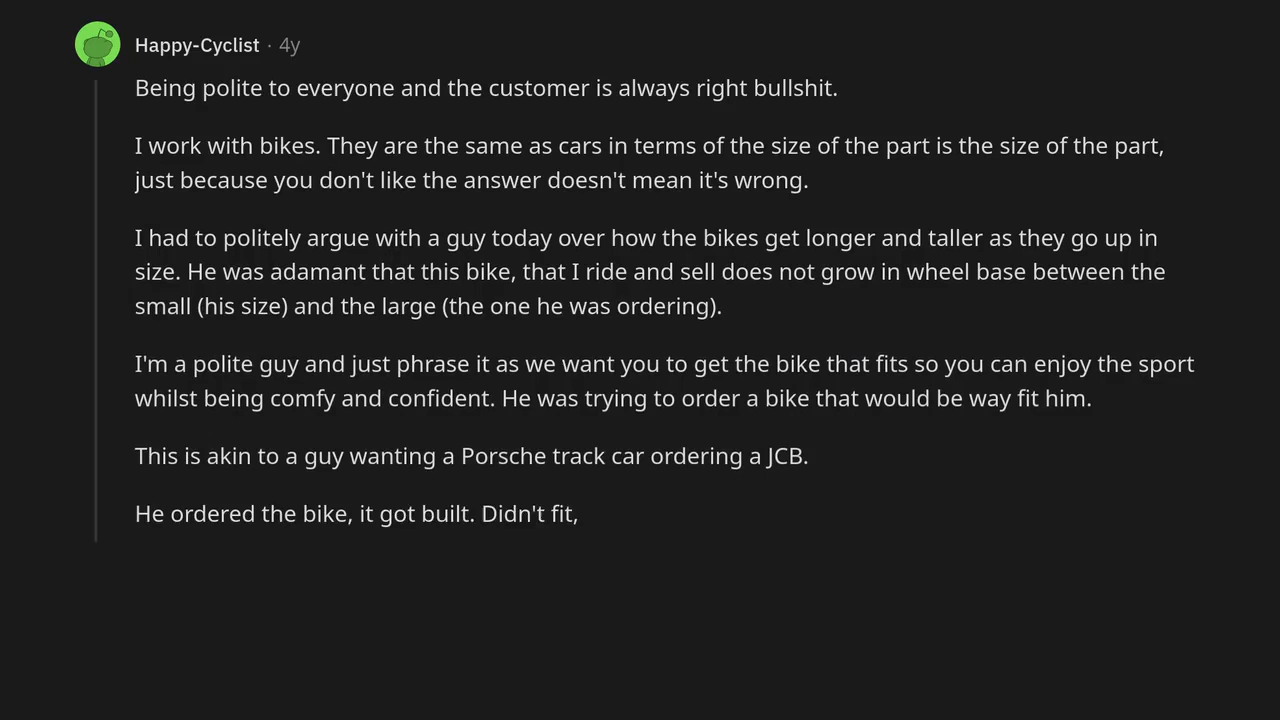 Happy-Cyclist · 4y
Being polite to everyone and the customer is always right bullshit.
I work with bikes. They are the same as cars in terms of the size of the part is the size of the part,
just because you don't like the answer doesn't mean it's wrong.
I had to politely argue with a guy today over how the bikes get longer and taller as they go up in
size. He was adamant that this bike, that I ride and sell does not grow in wheel base between the
small (his size) and the large (the one he was ordering).
I'm a polite guy and just phrase it as we want you to get the bike that fits so you can enjoy the sport
whilst being comfy and confident. He was trying to order a bike that would be way fit him.
This is akin to a guy wanting a Porsche track car ordering a JCB.
He ordered the bike, it got built. Didn't fit,